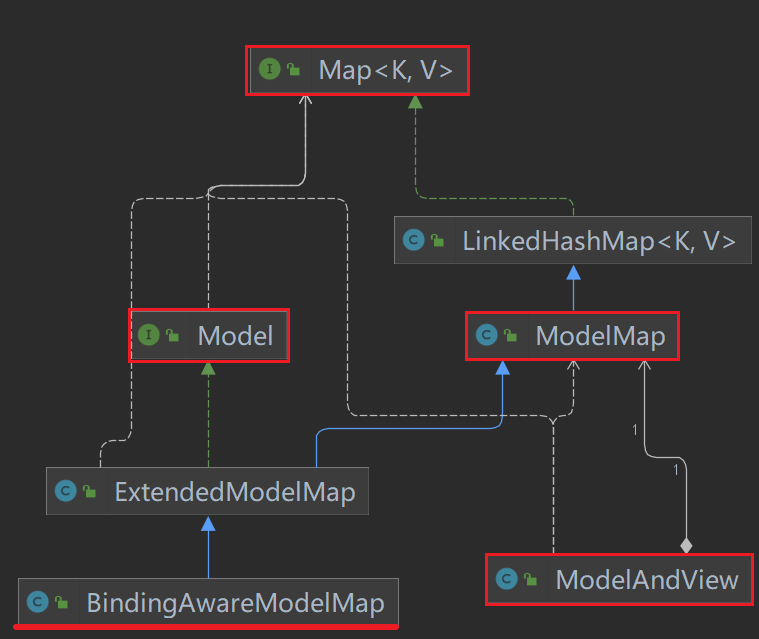 I Map<K, V>
C LinkedHashMap<K, V>
I Model
C ModelMap
1
1
C ExtendedModelMap
C ModelAndView
C BindingAwareModelMap